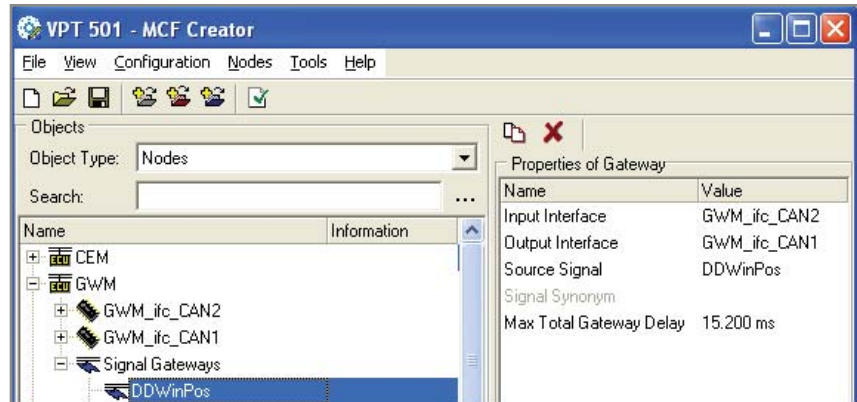 VPT 501 - MCF Creator
File View Configuration Nodes Tools Help
Objects
Object Type: Nodes
Search: ...
Name Information
CEM
GWM
GWM_ifc_CAN2
GWM_ifc_CAN1
Signal Gateways
DDWinPos
Properties of Gateway
Name Value
Input Interface GWM_ifc_CAN2
Output Interface GWM_ifc_CAN1
Source Signal DDWinPos
Signal Synonym
Max Total Gateway Delay 15.200 ms